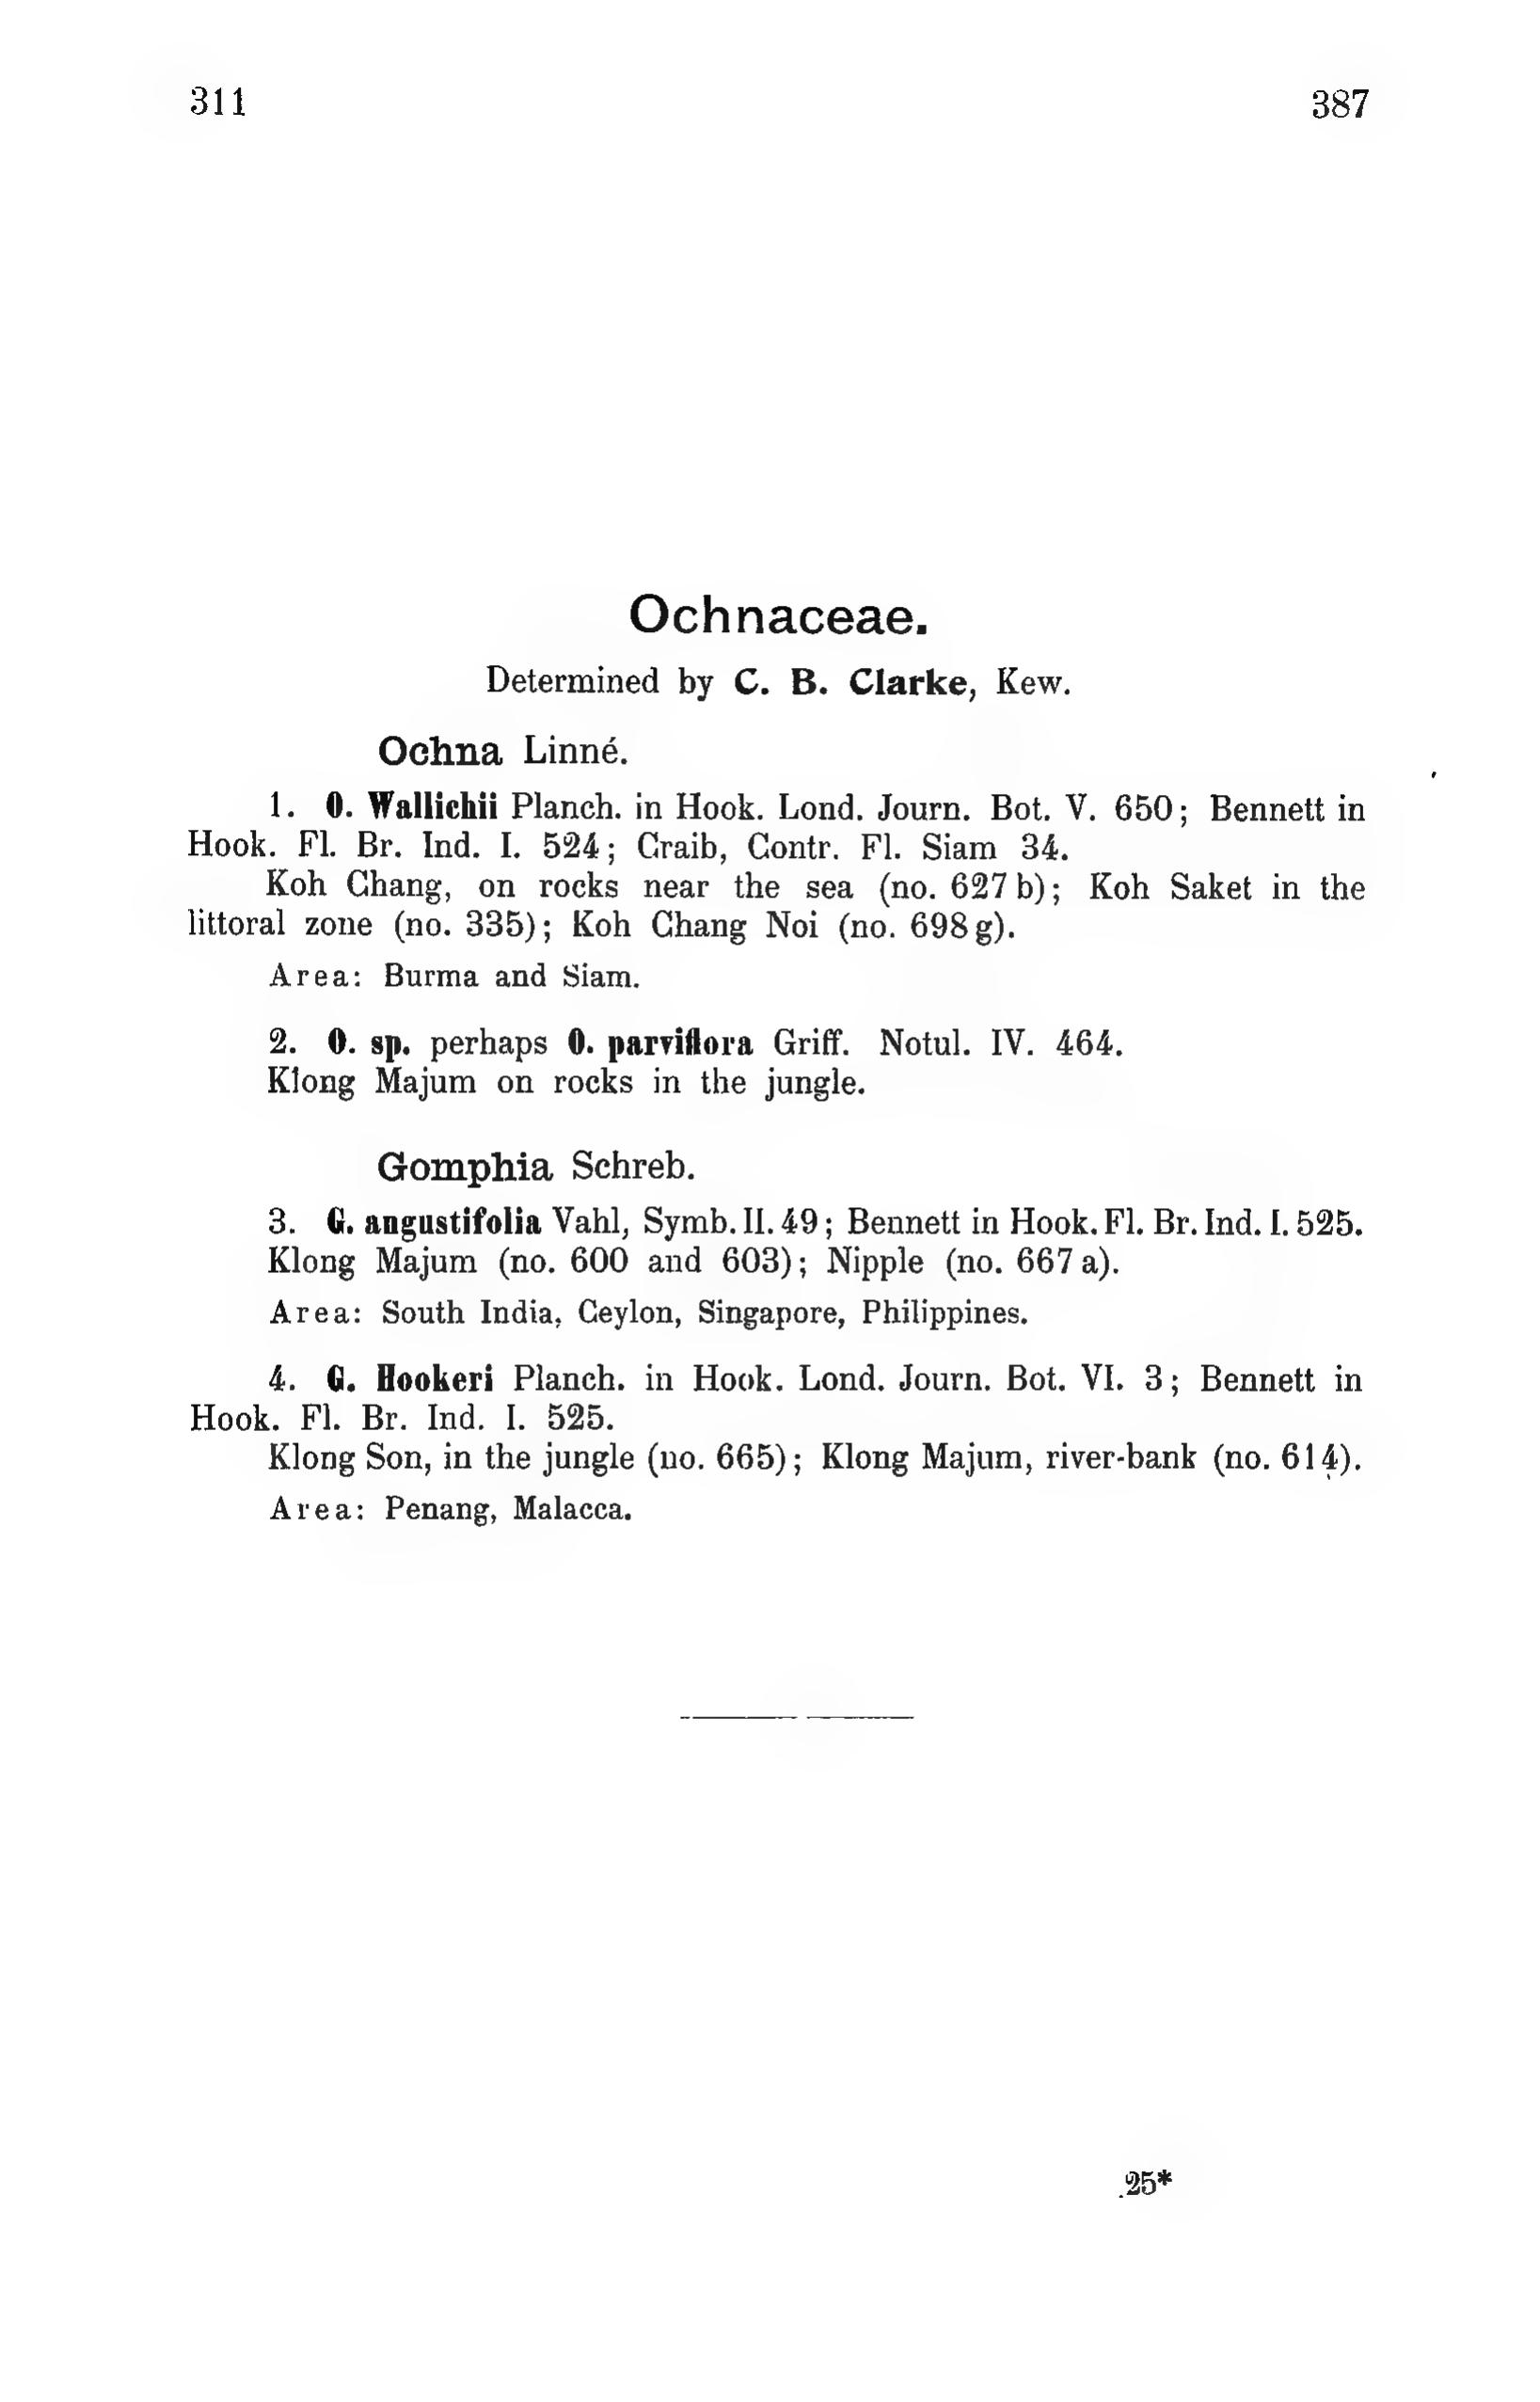 311 387
Ochnaceae.
Determined by C. B. Clarke, Kew.
Ochna Linné.
1. O. Wallichii Planch. in Hook. Lond. Journ. Bot. V. 650; Bennett in
Hook. Fl. Br. Ind. I. 524; Craib, Contr. Fl. Siam 34.
Koh Chang, on rocks near the sea (no. 627 b); Koh Saket in the
littoral zone (no. 335); Koh Chang Noi (no. 698 g).
Area: Burma and Siam.
2. O. sp. perhaps O. parviflora Griff. Notul. IV. 464.
Klong Majum on rocks in the jungle.
Gomphia Schreb.
3. G. angustifolia Vahl, Symb. II. 49; Bennett in Hook. Fl. Br. Ind. I. 525.
Klong Majum (no. 600 and 603); Nipple (no. 667 a).
Area: South India, Ceylon, Singapore, Philippines.
4. G. Hookeri Planch. in Hook. Lond. Journ. Bot. VI. 3; Bennett in
Hook. Fl. Br. Ind. I. 525.
Klong Son, in the jungle (no. 665); Klong Majum, river-bank (no. 614).
Area: Penang, Malacca.
25*